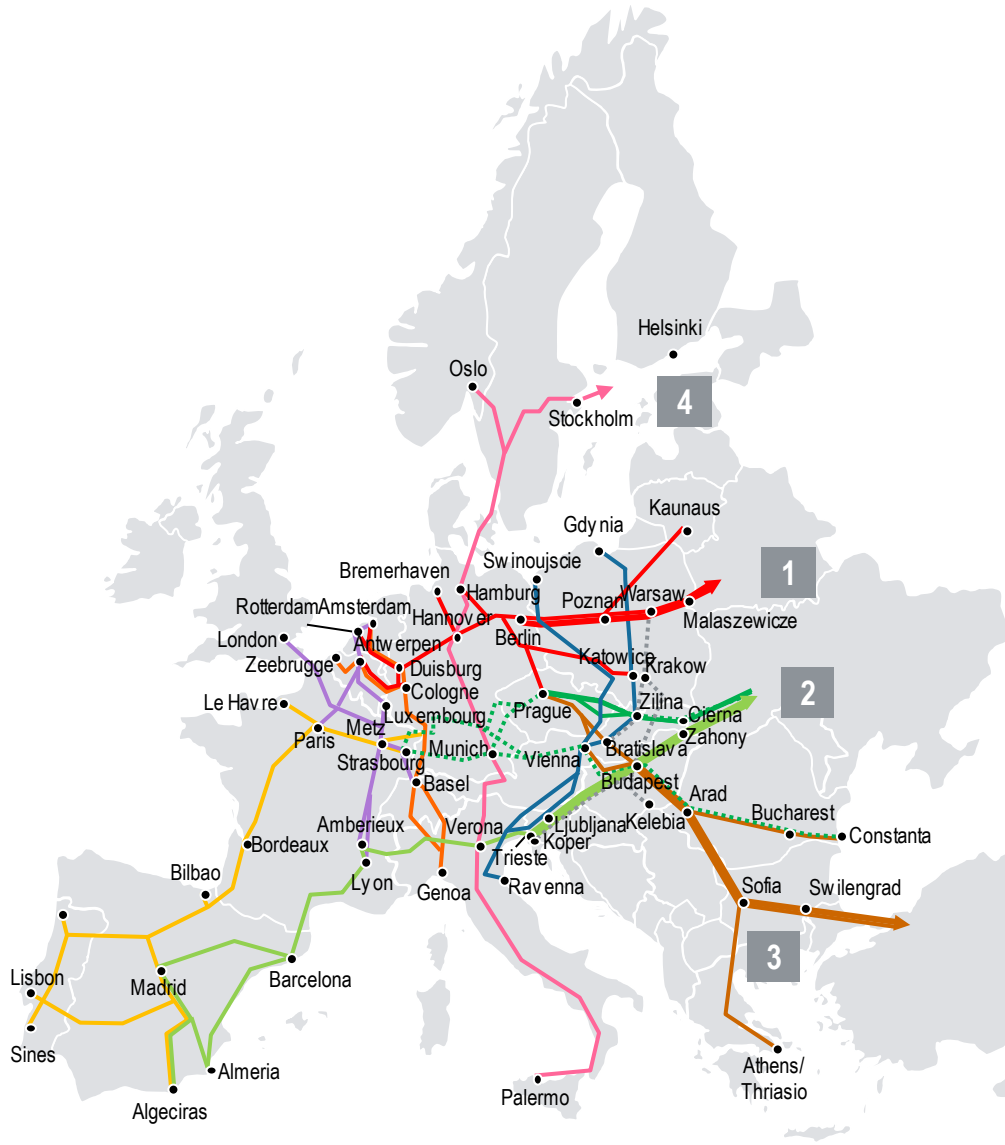 Helsinki
Oslo
4
Stockholm
Kaunaus
Gdynia
Swinoujscie
Bremerhaven
1
Hamburg
Poznan
Warsaw
Rotterdam
Amsterdam
Hannover
Malaszewicze
London
Antwerpen
Berlin
Zeebrugge
Duisburg
Katowice
Krakow
Cologne
2
Le Havre
Luxembourg
Prague
Zilina
Cierna
Metz
Paris
Zahony
Munich
Strasbourg
Vienna
Bratislava
Basel
Budapest
Arad
Bucharest
Amberieux
Verona
Ljubljana
Kelebia
Constanta
Bordeaux
Koper
Trieste
Bilbao
Lyon
Genoa
Ravenna
Sofia
Swilengrad
3
Lisbon
Madrid
Barcelona
Sines
Almeria
Athens/
Thriasio
Palermo
Algeciras